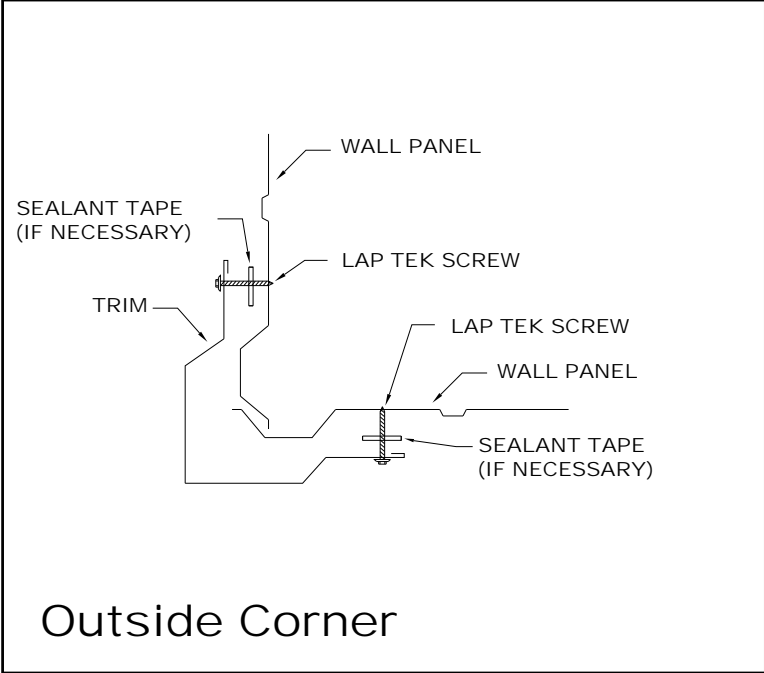 WALL PANEL
SEALANT TAPE
(IF NECESSARY)
LAP TEK SCREW
TRIM
LAP TEK SCREW
WALL PANEL
SEALANT TAPE
(IF NECESSARY)
Outside Corner